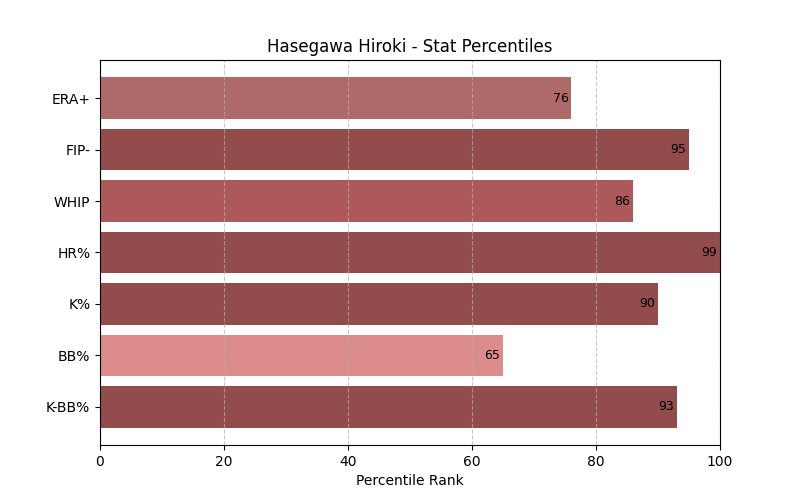 Hasegawa Hiroki - Stat Percentiles
ERA+
76
FIP-
95
WHIP
86
HR%
99
K%
90
BB%
65
K-BB%
93
0 20 40 60 80 100
Percentile Rank